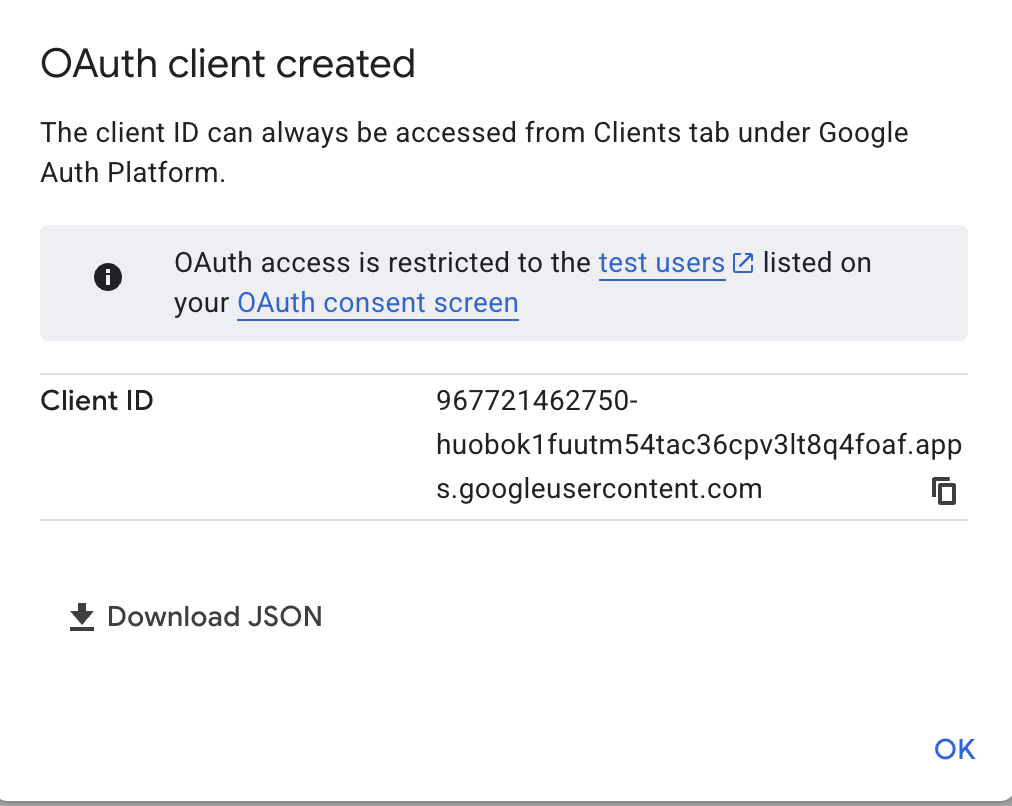 OAuth client created
The client ID can always be accessed from Clients tab under Google
Auth Platform.
OAuth access is restricted to the test users listed on
your OAuth consent screen
Client ID
967721462750-
huobok1fuutm54tac36cpv3lt8q4foaf.app
s.googleusercontent.com
Download JSON
OK